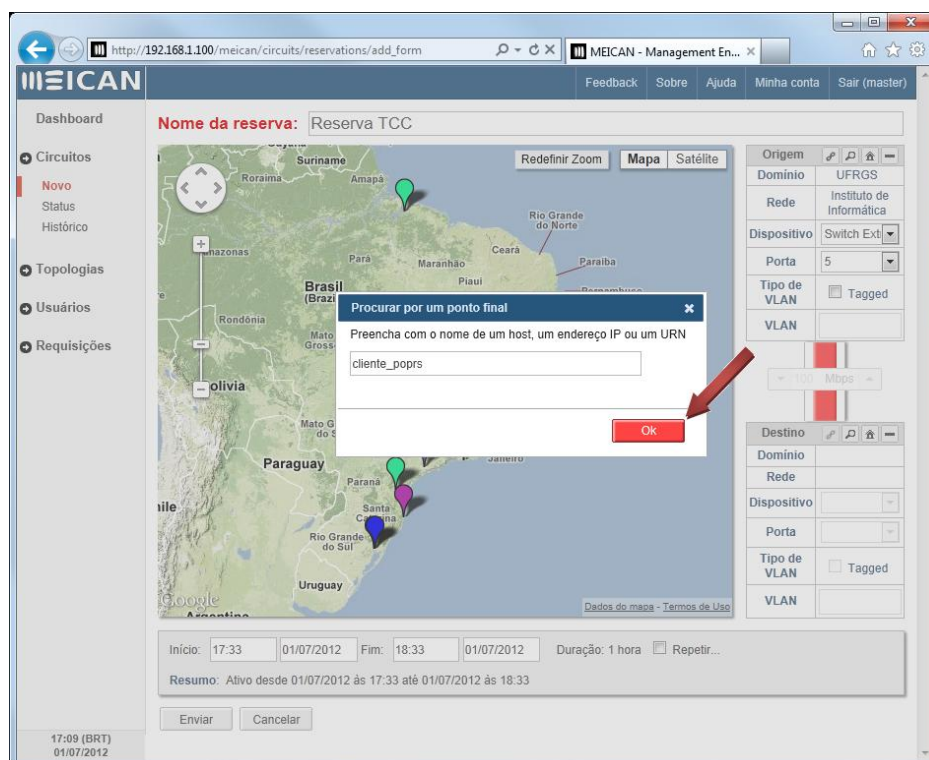 http://192.168.1.100/meican/circuits/reservations/add_form
MEICAN - Management En...
MEICAN
Feedback Sobre Ajuda Minha conta Sair (master)
Dashboard
Circuitos
Novo
Status
Histórico
Topologias
Usuários
Requisições
17:09 (BRT)
01/07/2012
Nome da reserva: Reserva TCC
Redefinir Zoom Mapa Satélite
Suriname
Roraima
Amapá
Rio Grande
do Norte
Ceará
Pará
Maranhão
Paraíba
Piauí
Brasil
Rondônia
Mato
Paraguay
Paraná
Santa
Rio Grande
do Sul
Uruguay
Google
Dados do mapa - Termos de Uso
Procurar por um ponto final
Preencha com o nome de um host, um endereço IP ou um URN
cliente_poprs
Ok
Origem
Domínio UFRGS
Rede Instituto de
Informática
Dispositivo Switch Ext
Porta 5
Tipo de
VLAN Tagged
VLAN
100 Mbps
Destino
Domínio
Rede
Dispositivo
Porta
Tipo de
VLAN Tagged
VLAN
Início: 17:33 01/07/2012 Fim: 18:33 01/07/2012 Duração: 1 hora Repetir...
Resumo: Ativo desde 01/07/2012 às 17:33 até 01/07/2012 às 18:33
Enviar Cancelar